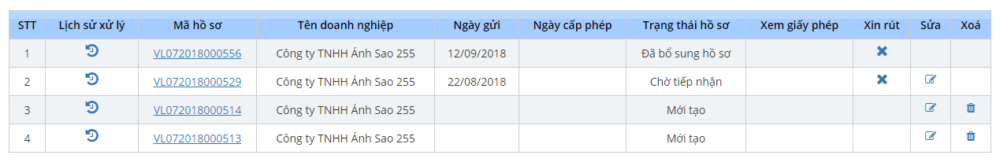 STT Lịch sử xử lý Mã hồ sơ Tên doanh nghiệp Ngày gửi Ngày cấp phép Trạng thái hồ sơ Xem giấy phép Xin rút Sửa Xoá
1 VL072018000556 Công ty TNHH Ánh Sao 255 12/09/2018 Đã bổ sung hồ sơ
2 VL072018000529 Công ty TNHH Ánh Sao 255 22/08/2018 Chờ tiếp nhận
3 VL072018000514 Công ty TNHH Ánh Sao 255 Mới tạo
4 VL072018000513 Công ty TNHH Ánh Sao 255 Mới tạo